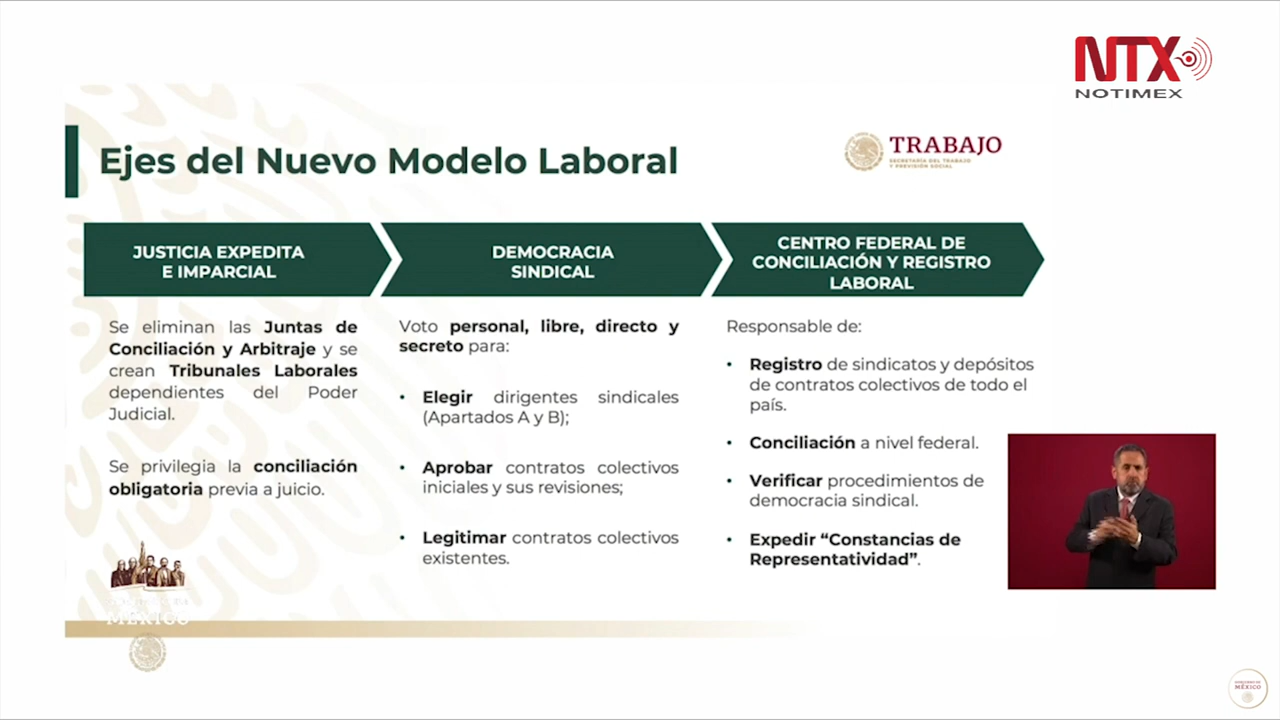 NTX
NOTIMEX
Ejes del Nuevo Modelo Laboral
TRABAJO
SECRETARÍA DEL TRABAJO
Y PREVISIÓN SOCIAL
JUSTICIA EXPEDITA
E IMPARCIAL
Se eliminan las Juntas de
Conciliación y Arbitraje y se
crean Tribunales Laborales
dependientes del Poder
Judicial.
Se privilegia la conciliación
obligatoria previa a juicio.
DEMOCRACIA
SINDICAL
Voto personal, libre, directo y
secreto para:
• Elegir dirigentes sindicales
(Apartados A y B);
• Aprobar contratos colectivos
iniciales y sus revisiones;
• Legitimar contratos colectivos
existentes.
CENTRO FEDERAL DE
CONCILIACIÓN Y REGISTRO
LABORAL
Responsable de:
• Registro de sindicatos y depósitos
de contratos colectivos de todo el
país.
• Conciliación a nivel federal.
• Verificar procedimientos de
democracia sindical.
• Expedir “Constancias de
Representatividad”.
MÉXICO
GOBIERNO DE
MÉXICO